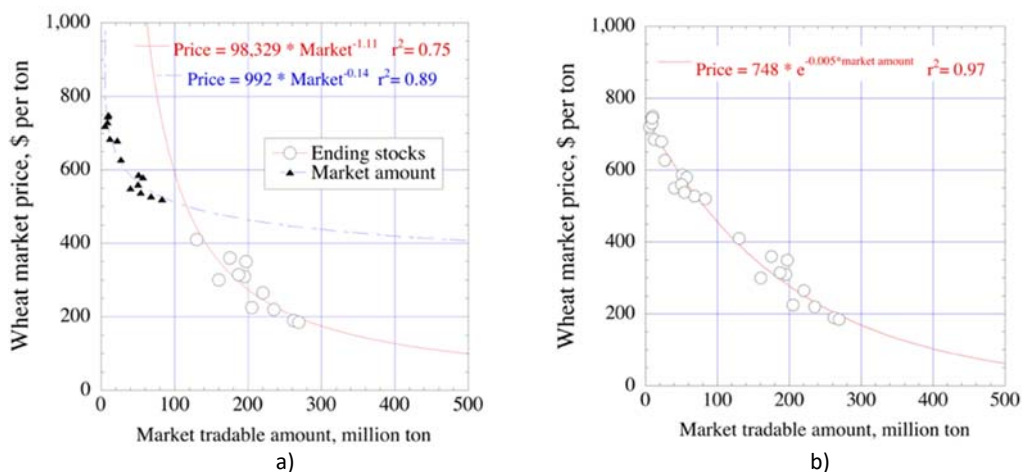 1,000
800
600
400
200
0
Wheat market price, $ per ton
Price = 98,329 * Market^-1.11 r^2= 0.75
Price = 992 * Market^-0.14 r^2= 0.89
Ending stocks
Market amount
0 100 200 300 400 500
Market tradable amount, million ton
a)
1,000
800
600
400
200
0
Wheat market price, $ per ton
Price = 748 * e^-0.005*market amount r^2= 0.97
0 100 200 300 400 500
Market tradable amount, million ton
b)